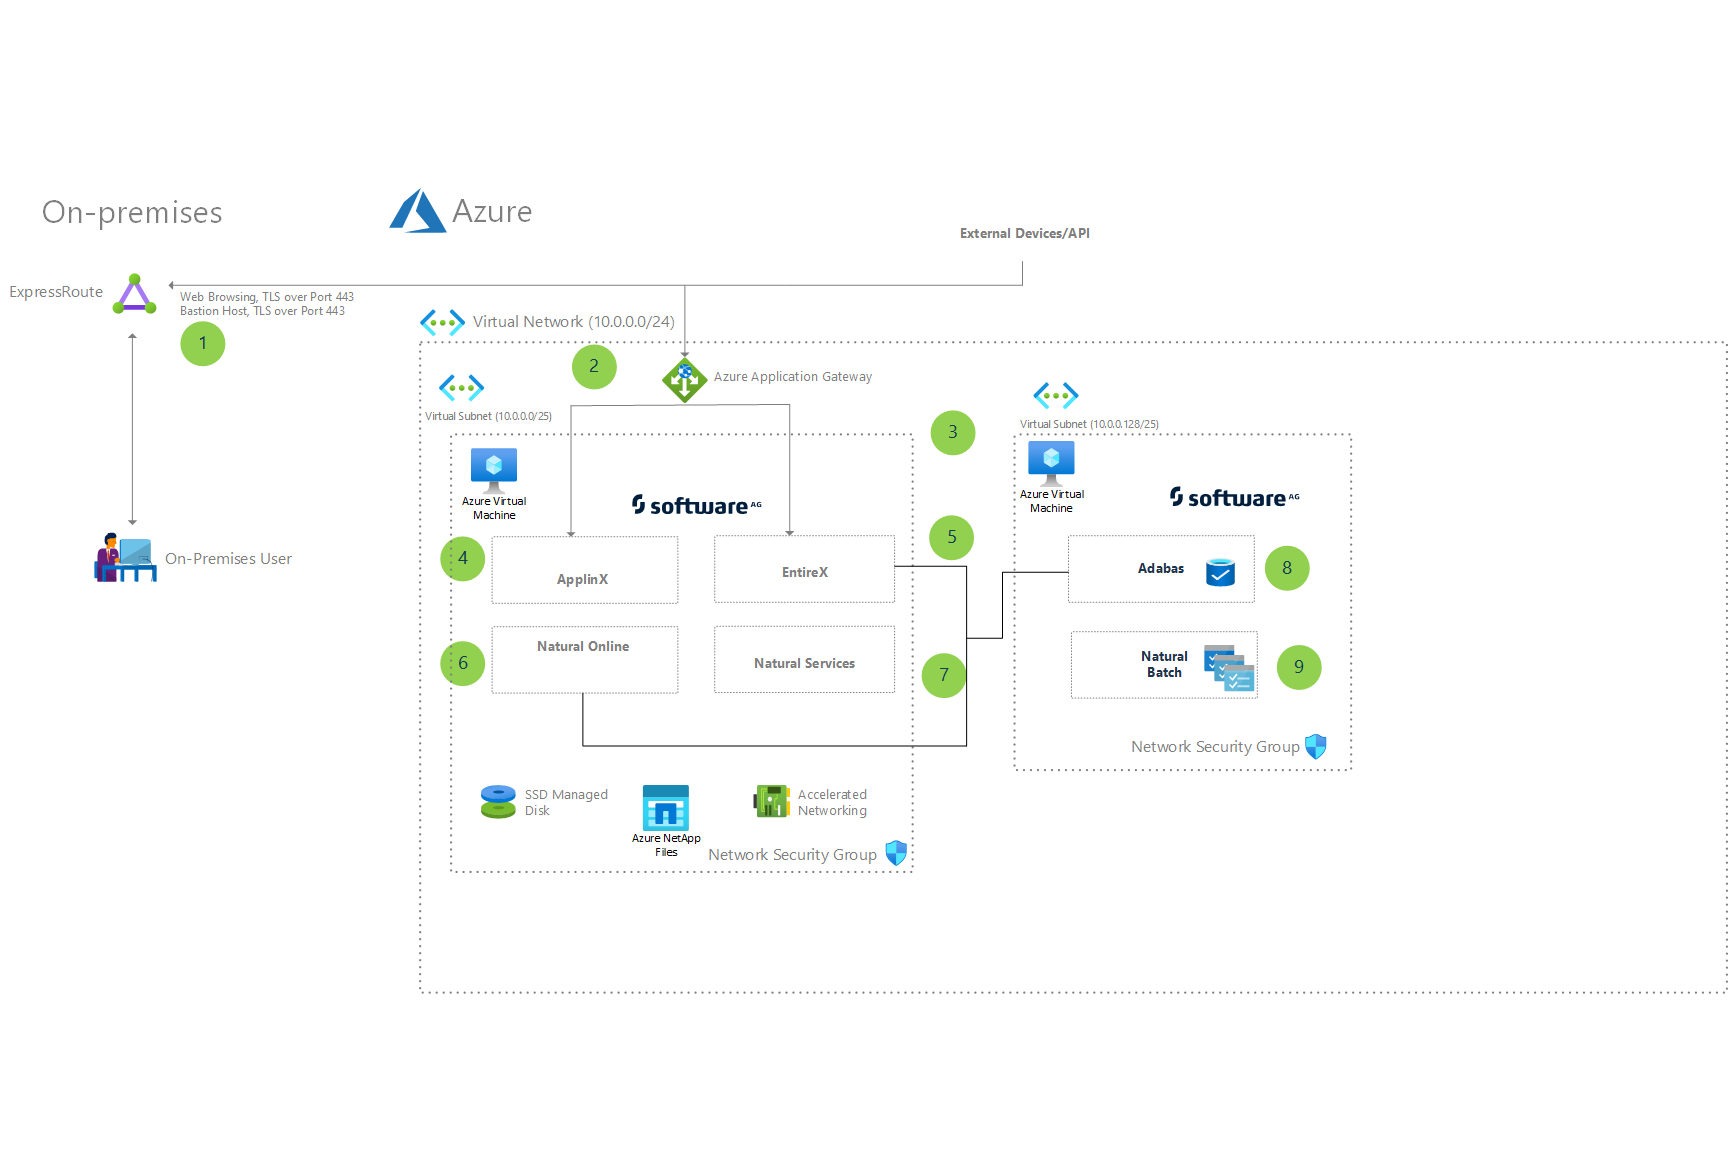 On-premises
Azure
External Devices/API
ExpressRoute
Web Browsing, TLS over Port 443
Bastion Host, TLS over Port 443
1
Virtual Network (10.0.0.0/24)
2
Azure Application Gateway
Virtual Subnet (10.0.0.0/25)
Virtual Subnet (10.0.0.128/25)
3
Azure Virtual
Machine
software AG
Azure Virtual
Machine
software AG
On-Premises User
4
ApplinX
EntireX
5
Adabas
8
6
Natural Online
Natural Services
7
Natural
Batch
9
Network Security Group
SSD Managed
Disk
Azure NetApp
Files
Accelerated
Networking
Network Security Group